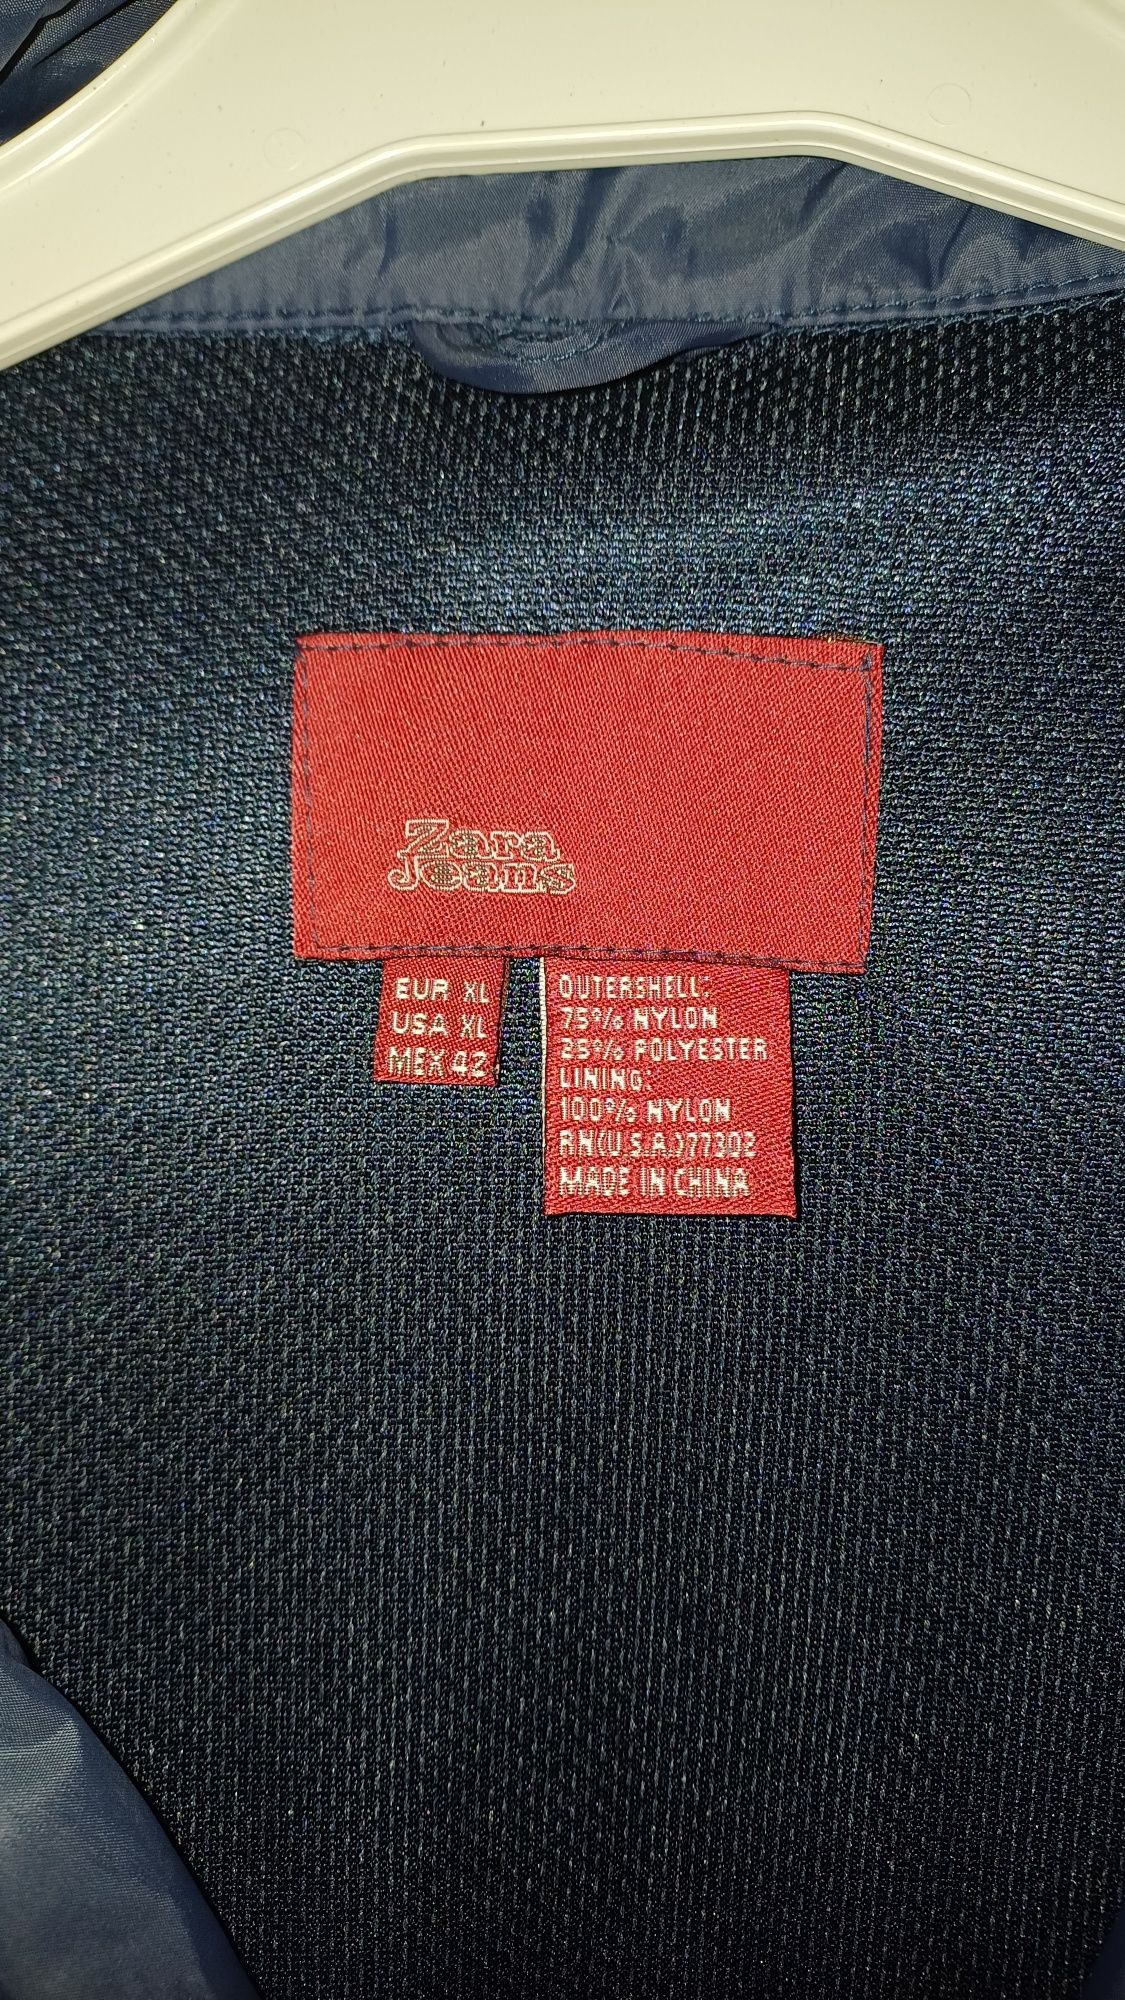 Zara
Jeans
EUR XL
USA XL
MEX 42
OUTERSHELL:
75% NYLON
25% POLYESTER
LINING:
100% NYLON
RN(U.S.A.)77302
MADE IN CHINA